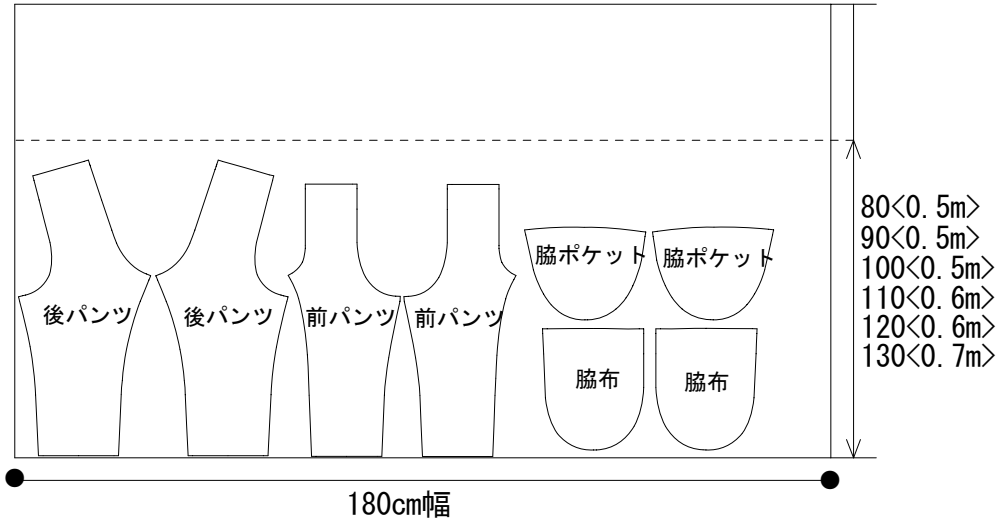 後パンツ
後パンツ
前パンツ
前パンツ
脇ポケット
脇ポケット
脇布
脇布
80<0.5m>
90<0.5m>
100<0.5m>
110<0.6m>
120<0.6m>
130<0.7m>
180cm幅